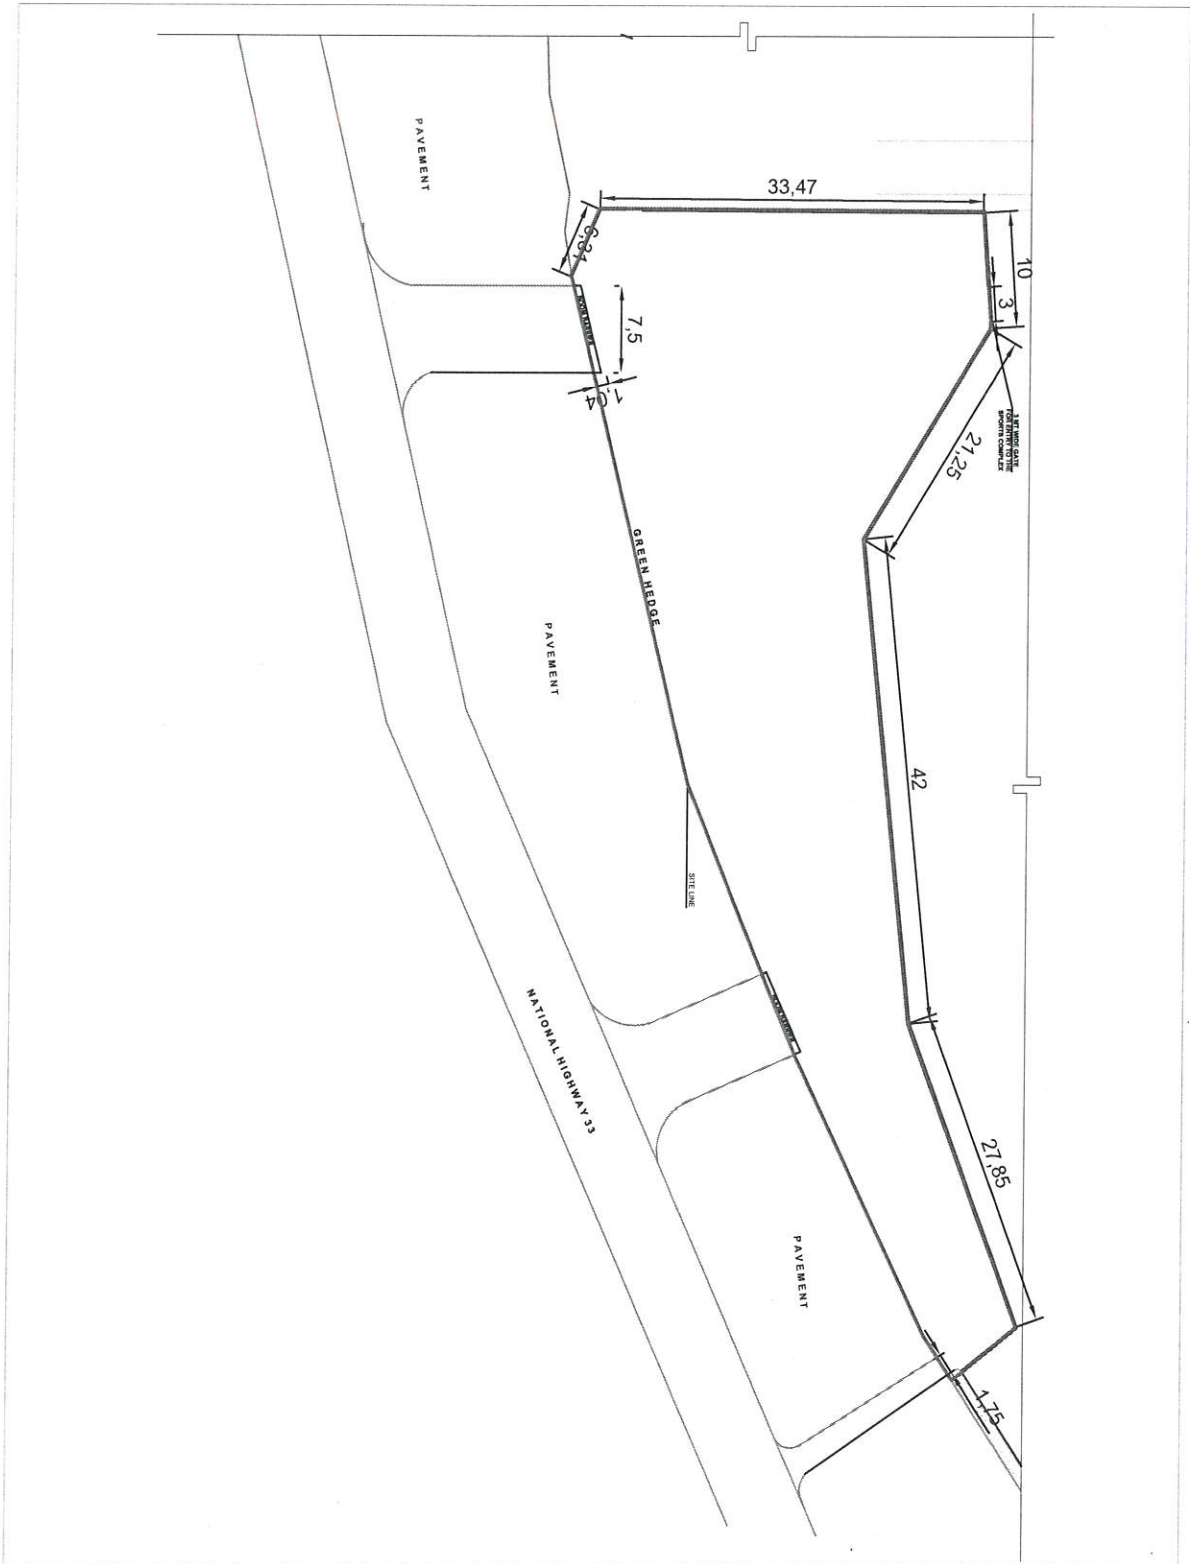 PAVEMENT
33,47
10
3
6,31
7,5
1,04
3 MT WIDE GATE
FOR ENTRY TO THE
SPORTS COMPLEX
21,25
GREEN HEDGE
PAVEMENT
42
SITE LINE
NATIONAL HIGHWAY 33
27,85
PAVEMENT
1,75